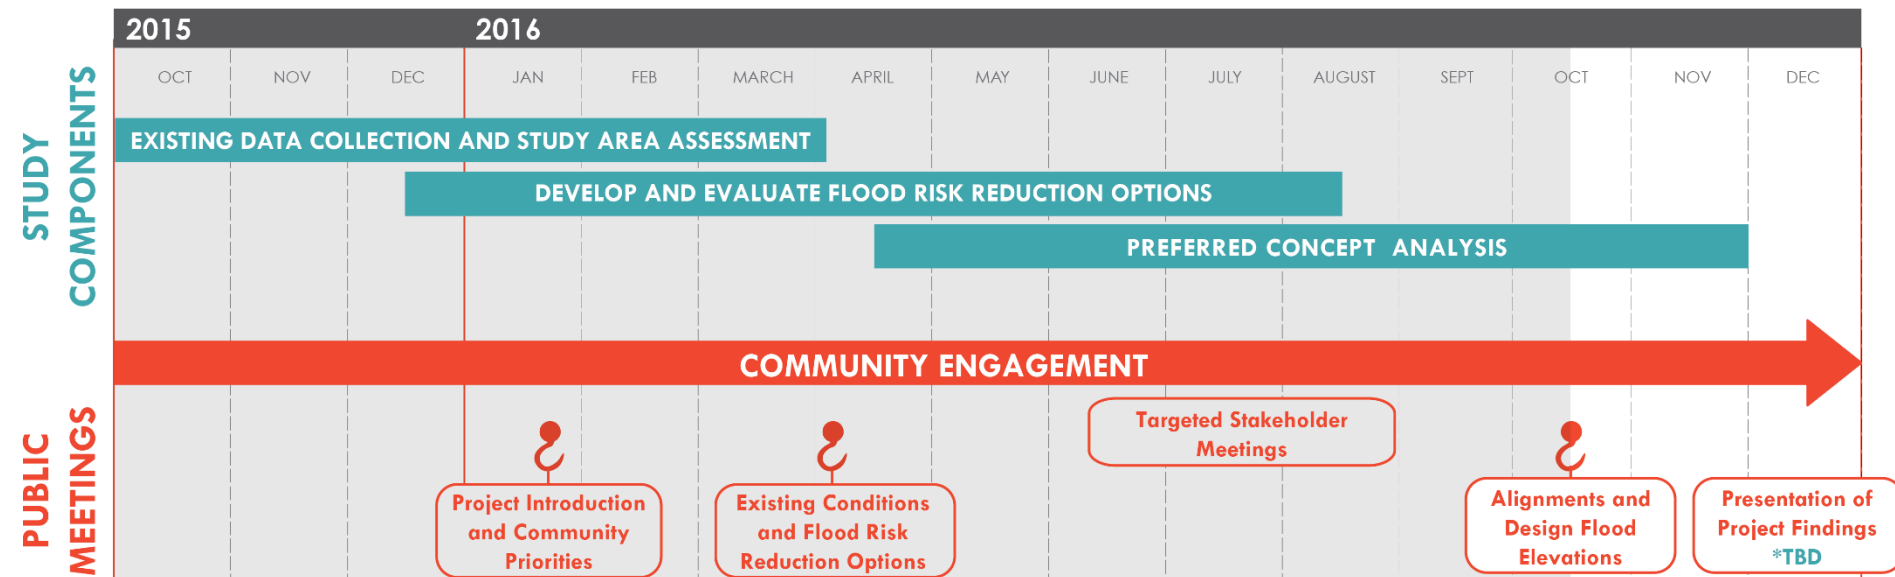 2015 2016
OCT NOV DEC JAN FEB MARCH APRIL MAY JUNE JULY AUGUST SEPT OCT NOV DEC
STUDY
COMPONENTS
EXISTING DATA COLLECTION AND STUDY AREA ASSESSMENT
DEVELOP AND EVALUATE FLOOD RISK REDUCTION OPTIONS
PREFERRED CONCEPT ANALYSIS
COMMUNITY ENGAGEMENT
PUBLIC
MEETINGS
Project Introduction
and Community
Priorities
Existing Conditions
and Flood Risk
Reduction Options
Targeted Stakeholder
Meetings
Alignments and
Design Flood
Elevations
Presentation of
Project Findings
*TBD